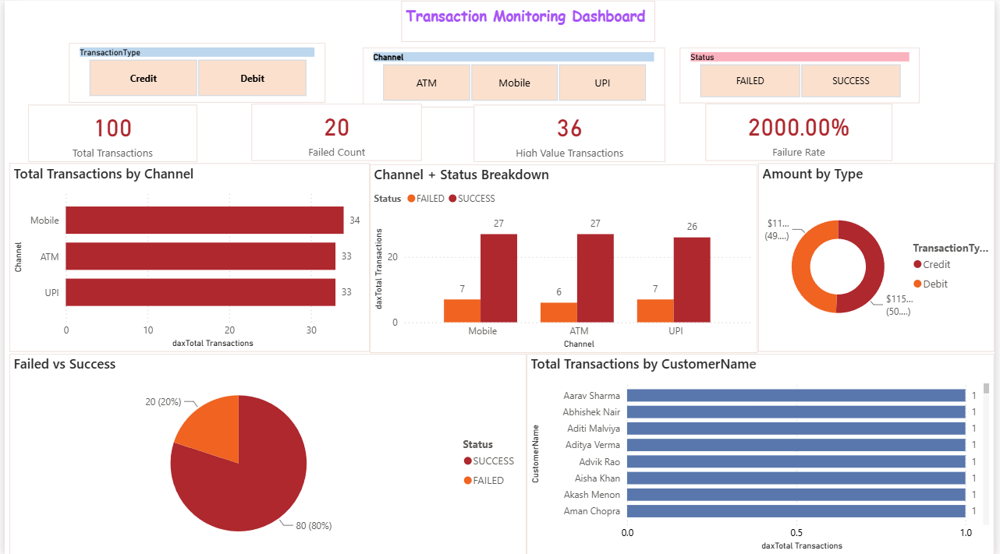 Transaction Monitoring Dashboard
TransactionType
Credit
Debit
Channel
ATM
Mobile
UPI
Status
FAILED
SUCCESS
100
Total Transactions
20
Failed Count
36
High Value Transactions
2000.00%
Failure Rate
Total Transactions by Channel
Channel
Mobile
34
ATM
33
UPI
33
0
10
20
30
daxTotal Transactions
Channel + Status Breakdown
Status FAILED SUCCESS
daxTotal Transactions
20
0
7
27
6
27
7
26
Mobile
ATM
UPI
Channel
Amount by Type
$11...
(49....)
$115...
(50....)
TransactionTy...
Credit
Debit
Failed vs Success
20 (20%)
80 (80%)
Status
SUCCESS
FAILED
Total Transactions by CustomerName
CustomerName
Aarav Sharma
1
Abhishek Nair
1
Aditi Malviya
1
Aditya Verma
1
Advik Rao
1
Aisha Khan
1
Akash Menon
1
Aman Chopra
1
0.0
0.5
1.0
daxTotal Transactions